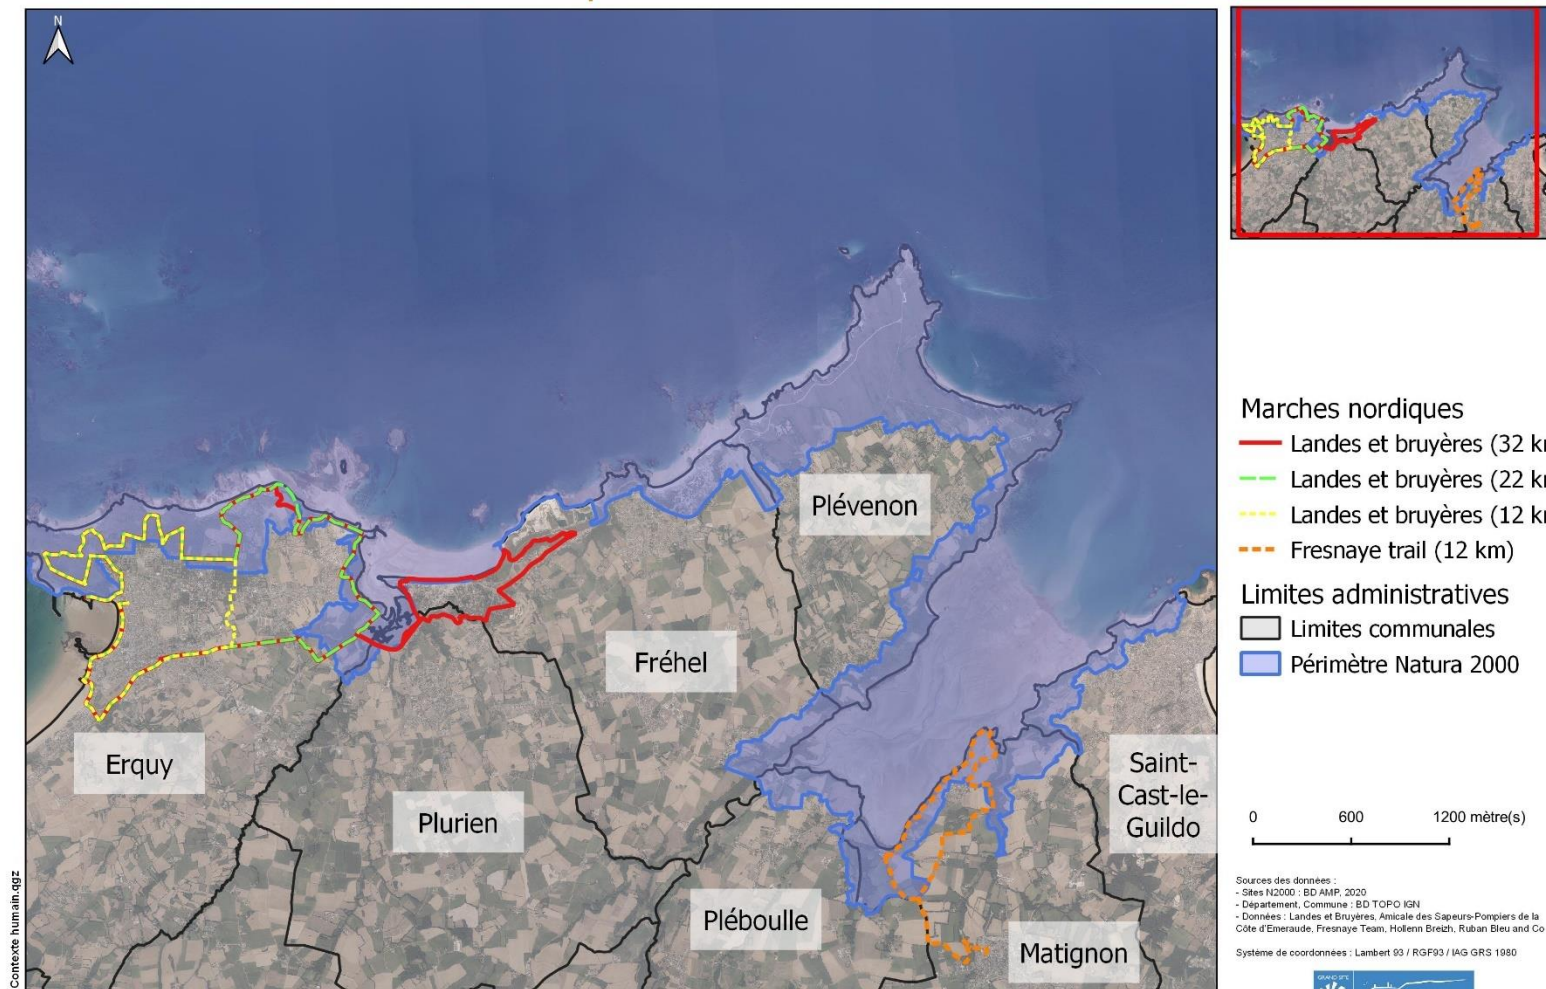 N
Plévenon
Fréhel
Erquy
Plurien
Pléboulle
Matignon
Saint-
Cast-le-
Guildo
Contexte humain.qgz
Marches nordiques
Landes et bruyères (32 k
Landes et bruyères (22 k
Landes et bruyères (12 k
Fresnaye trail (12 km)
Limites administratives
Limites communales
Périmètre Natura 2000
0 600 1200 mètre(s)
Sources des données :
- Sites N2000 : BD AMP, 2020
- Département, Commune : BD TOPO IGN
- Données : Landes et Bruyères, Amicale des Sapeurs-Pompiers de la
Côte d'Emeraude, Fresnaye Team, Hollenn Breizh, Ruban Bleu and Co
Système de coordonnées : Lambert 93 / RGF93 / IAG GRS 1980
GRAND SITE